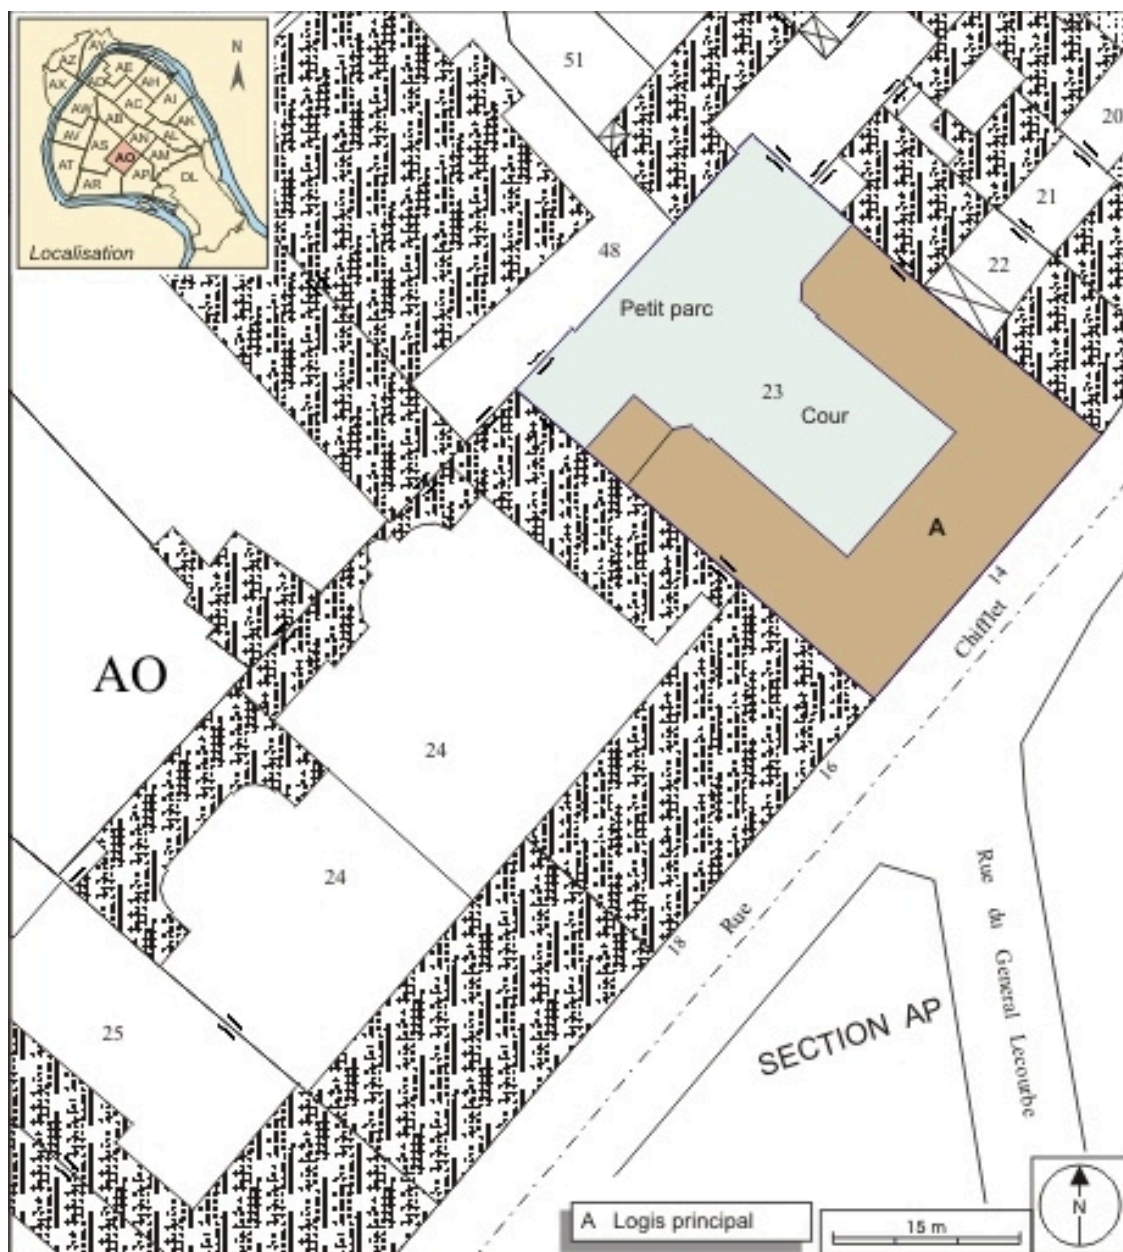 N
AY
AZ
AE
AX
AD
AH
AC
AI
AW
AB
AK
AV
AN
AL
AS
AO
AM
AT
AP
DL
AR
Localisation
51
20
21
22
48
Petit parc
23
Cour
A
14
Chifflet
AO
24
16
24
Rue
18
Rue du General Lecourbe
25
SECTION AP
A Logis principal
15 m
N